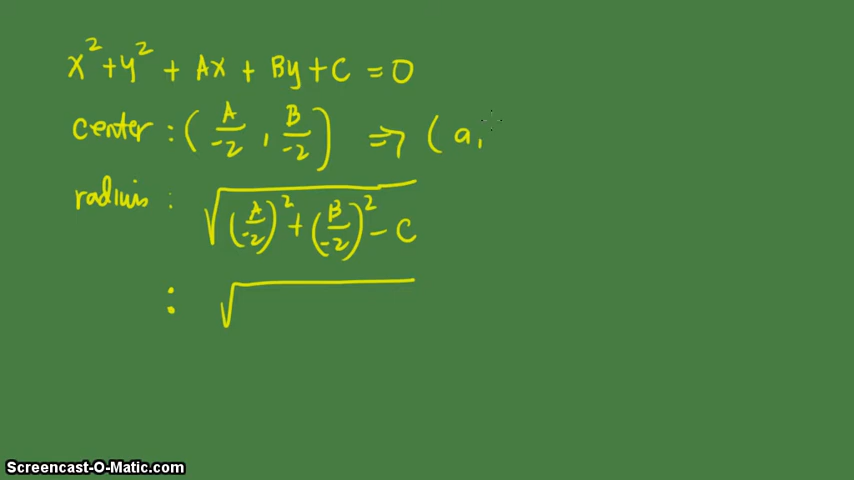 x² + y² + Ax + By + C = 0
center : ( A/-2 , B/-2 ) ⇒ ( a,
radius : √( (A/-2)² + (B/-2)² - C )
: √
Screencast-O-Matic.com